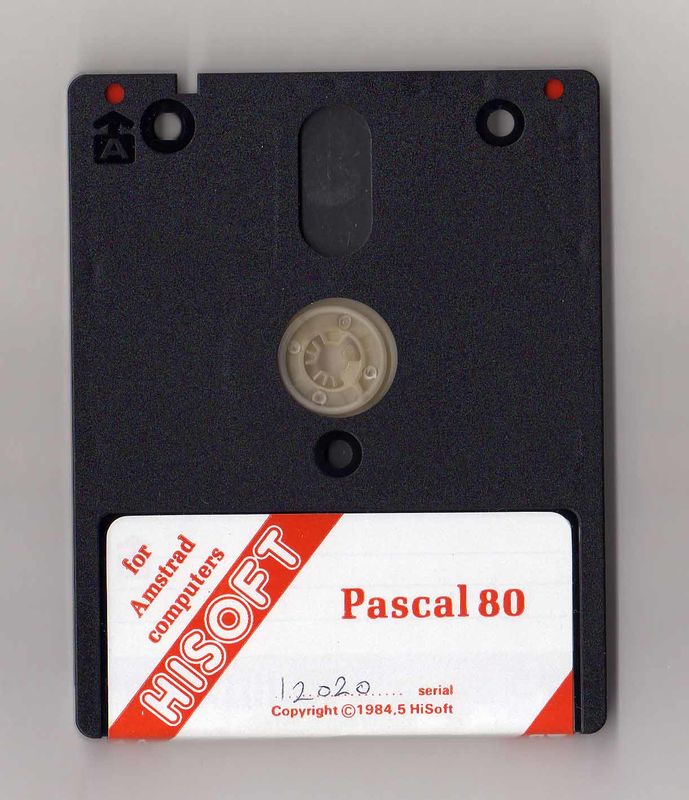 A
for
Amstrad
computers
HISOFT
Pascal 80
12020 serial
Copyright ©1984,5 HiSoft